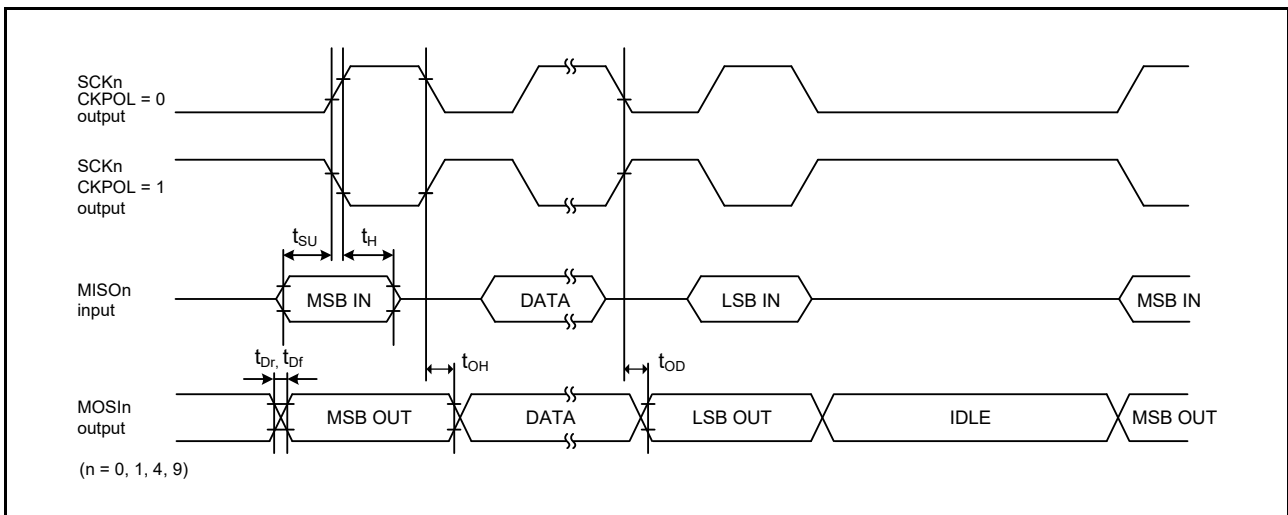 SCKn
CKPOL = 0
output
SCKn
CKPOL = 1
output
tSU
tH
MISOn
input
MSB IN
DATA
LSB IN
MSB IN
tDr, tDf
tOH
tOD
MOSIn
output
MSB OUT
DATA
LSB OUT
IDLE
MSB OUT
(n = 0, 1, 4, 9)